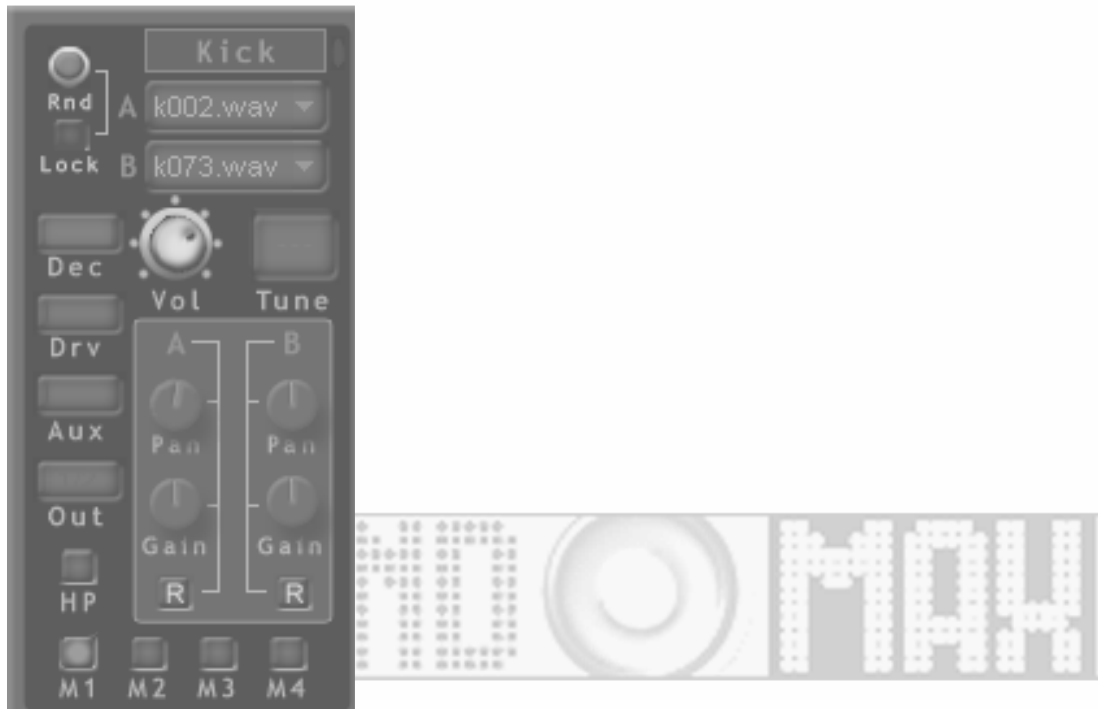 Kick
Rnd
A k002.wav
Lock B k073.wav
Dec
Vol Tune
Drv A B
Aux Pan Pan
Out
Gain Gain
HP R R
M1 M2 M3 M4
MAX